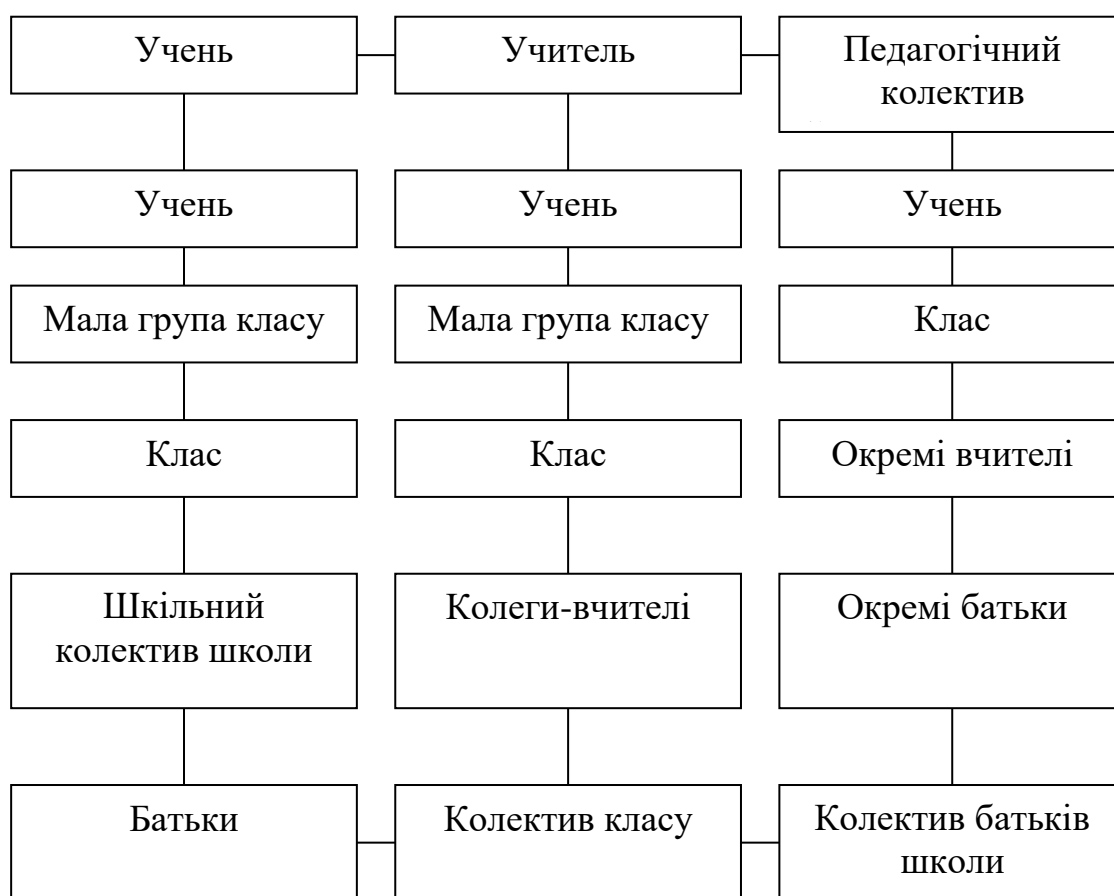 Учень
Учитель
Педагогічний
колектив
Учень
Учень
Учень
Мала група класу
Мала група класу
Клас
Клас
Клас
Окремі вчителі
Шкільний
колектив школи
Колеги-вчителі
Окремі батьки
Батьки
Колектив класу
Колектив батьків
школи